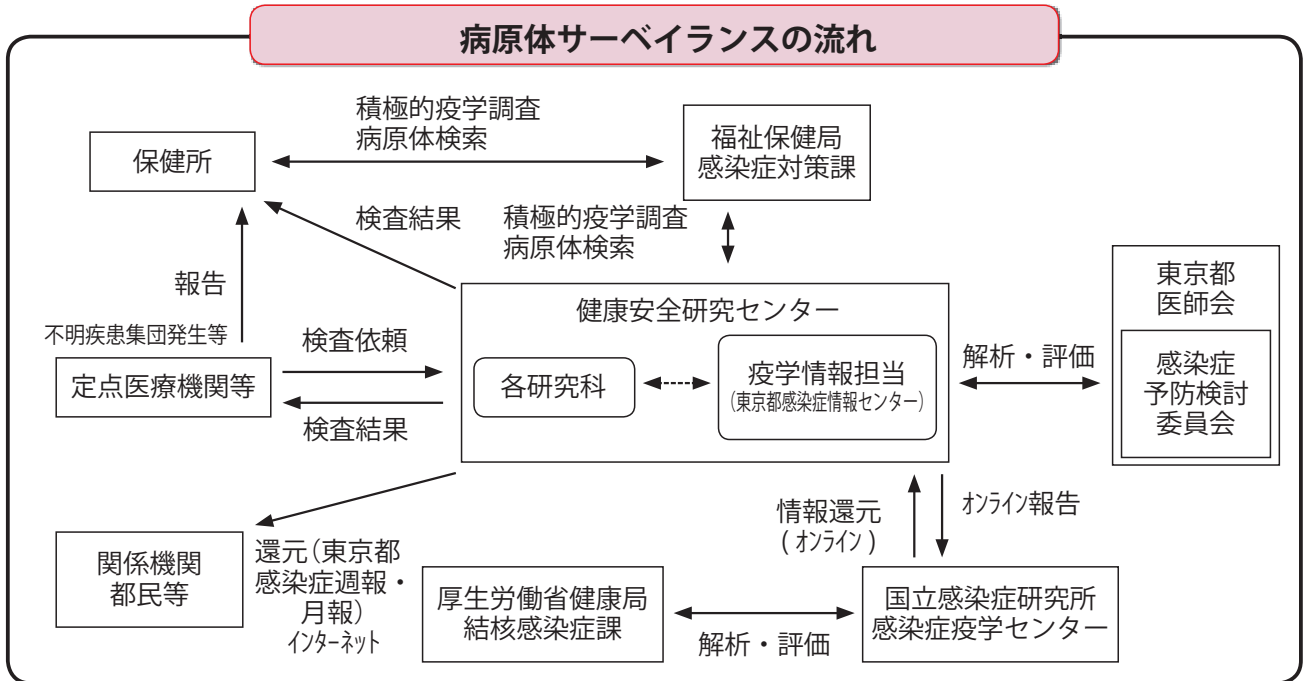 病原体サーベイランスの流れ
積極的疫学調査
病原体検索
保健所
福祉保健局
感染症対策課
検査結果
積極的疫学調査
病原体検索
報告
不明疾患集団発生等
定点医療機関等
検査依頼
検査結果
健康安全研究センター
各研究科
疫学情報担当
(東京都感染症情報センター)
解析・評価
東京都
医師会
感染症
予防検討
委員会
情報還元
(オンライン)
オンライン報告
関係機関
都民等
還元(東京都
感染症週報・
月報)
インターネット
厚生労働省健康局
結核感染症課
解析・評価
国立感染症研究所
感染症疫学センター